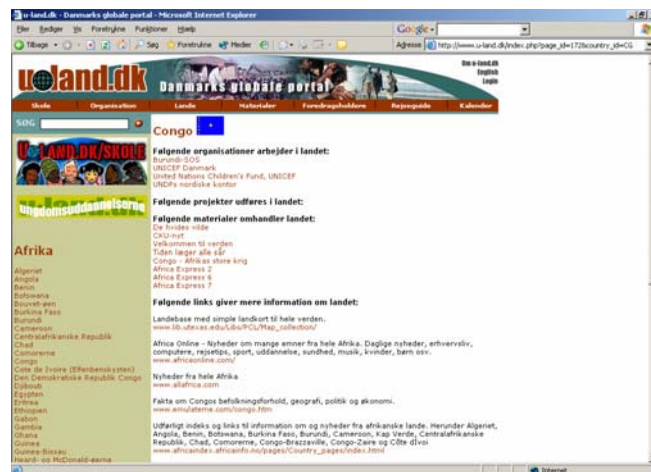 u-land.dk - Danmarks globale portal - Microsoft Internet Explorer
Filer Rediger Vis Foretrukne Funktioner Hjælp
Google
Tilbage Søg Foretrukne Medier
Adresse http://www.u-land.dk/index.php?page_id=172&country_id=CG
u-land.dk
Danmarks globale portal
Om u-land.dk
English
Login
Skole Organisation Lande Materialer Foredragsholdere Rejseguide Kalender
SØG
U-LAND.DK/SKOLE
ungdomsuddannelserne
Afrika
Algeriet
Angola
Benin
Botswana
Bouvet-øen
Burkina Faso
Burundi
Cameroon
Centralafrikanske Republik
Chad
Comorerne
Congo
Cote de Ivoire (Elfenbenskysten)
Den Demokratiske Republik Congo
Djibouti
Egypten
Eritrea
Ethiopien
Gabon
Gambia
Ghana
Guinea
Guinea-Bissau
Heard- og McDonald-øerne
Congo
Følgende organisationer arbejder i landet:
Burundi-SOS
UNICEF Danmark
United Nations Children's Fund, UNICEF
UNDPs nordiske kontor
Følgende projekter udføres i landet:
Følgende materialer omhandler landet:
De hvides vilde
CKU-nyt
Velkommen til verden
Tiden læger alle sår
Congo - Afrikas store krig
Africa Express 2
Africa Express 6
Africa Express 7
Følgende links giver mere information om landet:
Landebase med simple landkort til hele verden.
www.lib.utexas.edu/Libs/PCL/Map_collection/
Africa Online - Nyheder om mange emner fra hele Afrika. Daglige nyheder, erhvervsliv,
computere, rejsetips, sport, uddannelse, sundhed, musik, kvinder, børn osv.
www.africaonline.com/
Nyheder fra hele Afrika
www.allafrica.com
Fakta om Congos befolkningsforhold, geografi, politik og økonomi.
www.emulateme.com/congo.htm
Udførligt indeks og links til information om og nyheder fra afrikanske lande. Herunder Algeriet,
Angola, Benin, Botswana, Burkina Faso, Burundi, Cameroon, Kap Verde, Centralafrikanske
Republik, Chad, Comorerne, Congo-Brazzaville, Congo-Zaire og Côte dIvoi
www.africaindex.africainfo.no/pages/Country_pages/index.html
Internet